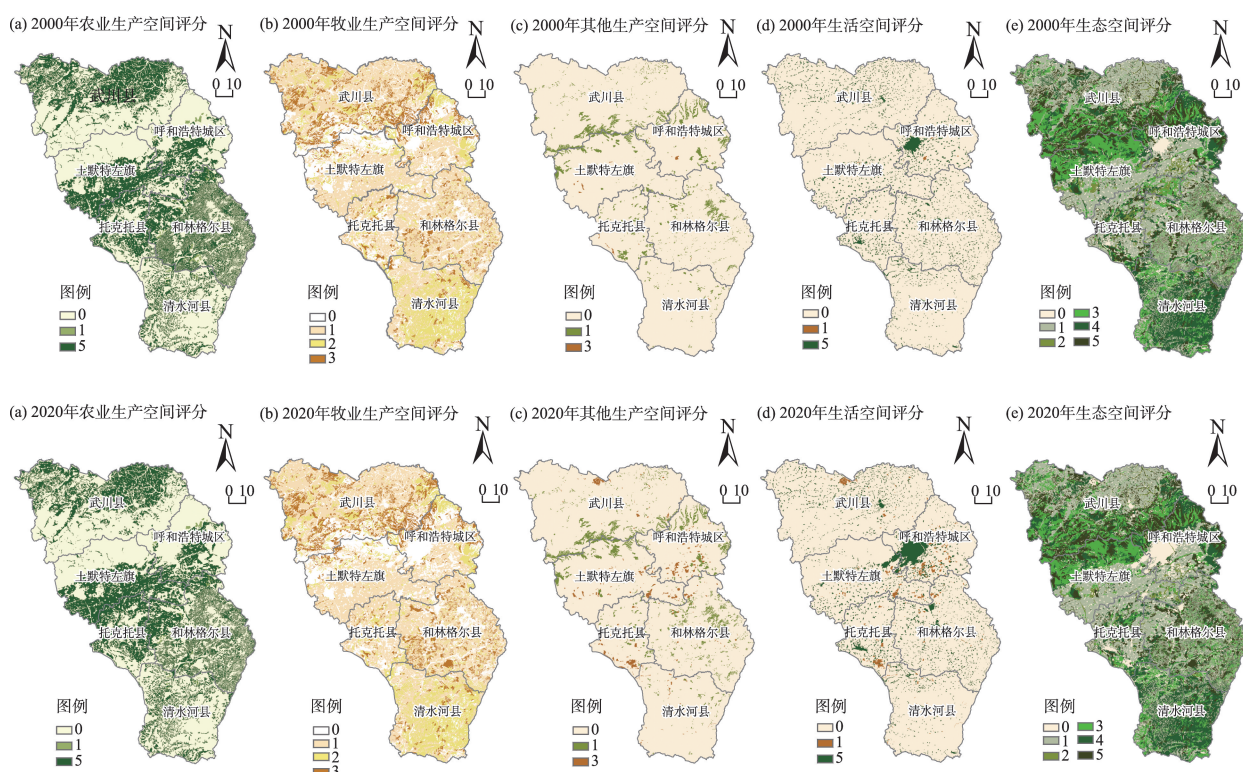 (a) 2000年农业生产空间评分
(b) 2000年牧业生产空间评分
(c) 2000年其他生产空间评分
(d) 2000年生活空间评分
(e) 2000年生态空间评分
N
0 10
武川县
呼和浩特城区
土默特左旗
托克托县
和林格尔县
清水河县
图例
0
1
5
N
0 10
武川县
呼和浩特城区
土默特左旗
托克托县
和林格尔县
清水河县
图例
0
1
2
3
N
0 10
武川县
呼和浩特城区
土默特左旗
托克托县
和林格尔县
清水河县
图例
0
1
3
N
0 10
武川县
呼和浩特城区
土默特左旗
托克托县
和林格尔县
清水河县
图例
0
1
5
N
0 10
武川县
呼和浩特城区
土默特左旗
托克托县
和林格尔县
清水河县
图例
0 3
1 4
2 5
(a) 2020年农业生产空间评分
(b) 2020年牧业生产空间评分
(c) 2020年其他生产空间评分
(d) 2020年生活空间评分
(e) 2020年生态空间评分
N
0 10
武川县
呼和浩特城区
土默特左旗
托克托县
和林格尔县
清水河县
图例
0
1
5
N
0 10
武川县
呼和浩特城区
土默特左旗
托克托县
和林格尔县
清水河县
图例
0
1
2
3
N
0 10
武川县
呼和浩特城区
土默特左旗
托克托县
和林格尔县
清水河县
图例
0
1
3
N
0 10
武川县
呼和浩特城区
土默特左旗
托克托县
和林格尔县
清水河县
图例
0
1
5
N
0 10
武川县
呼和浩特城区
土默特左旗
托克托县
和林格尔县
清水河县
图例
0 3
1 4
2 5